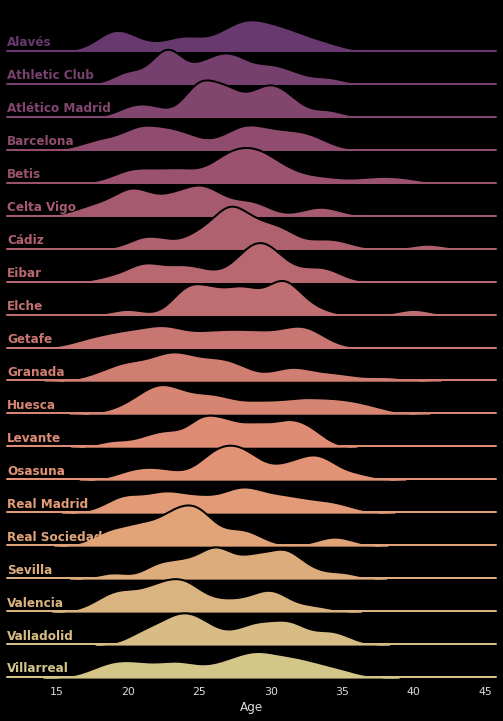 Alavés
Athletic Club
Atlético Madrid
Barcelona
Betis
Celta Vigo
Cádiz
Eibar
Elche
Getafe
Granada
Huesca
Levante
Osasuna
Real Madrid
Real Sociedad
Sevilla
Valencia
Valladolid
Villarreal
15 20 25 30 35 40 45
Age